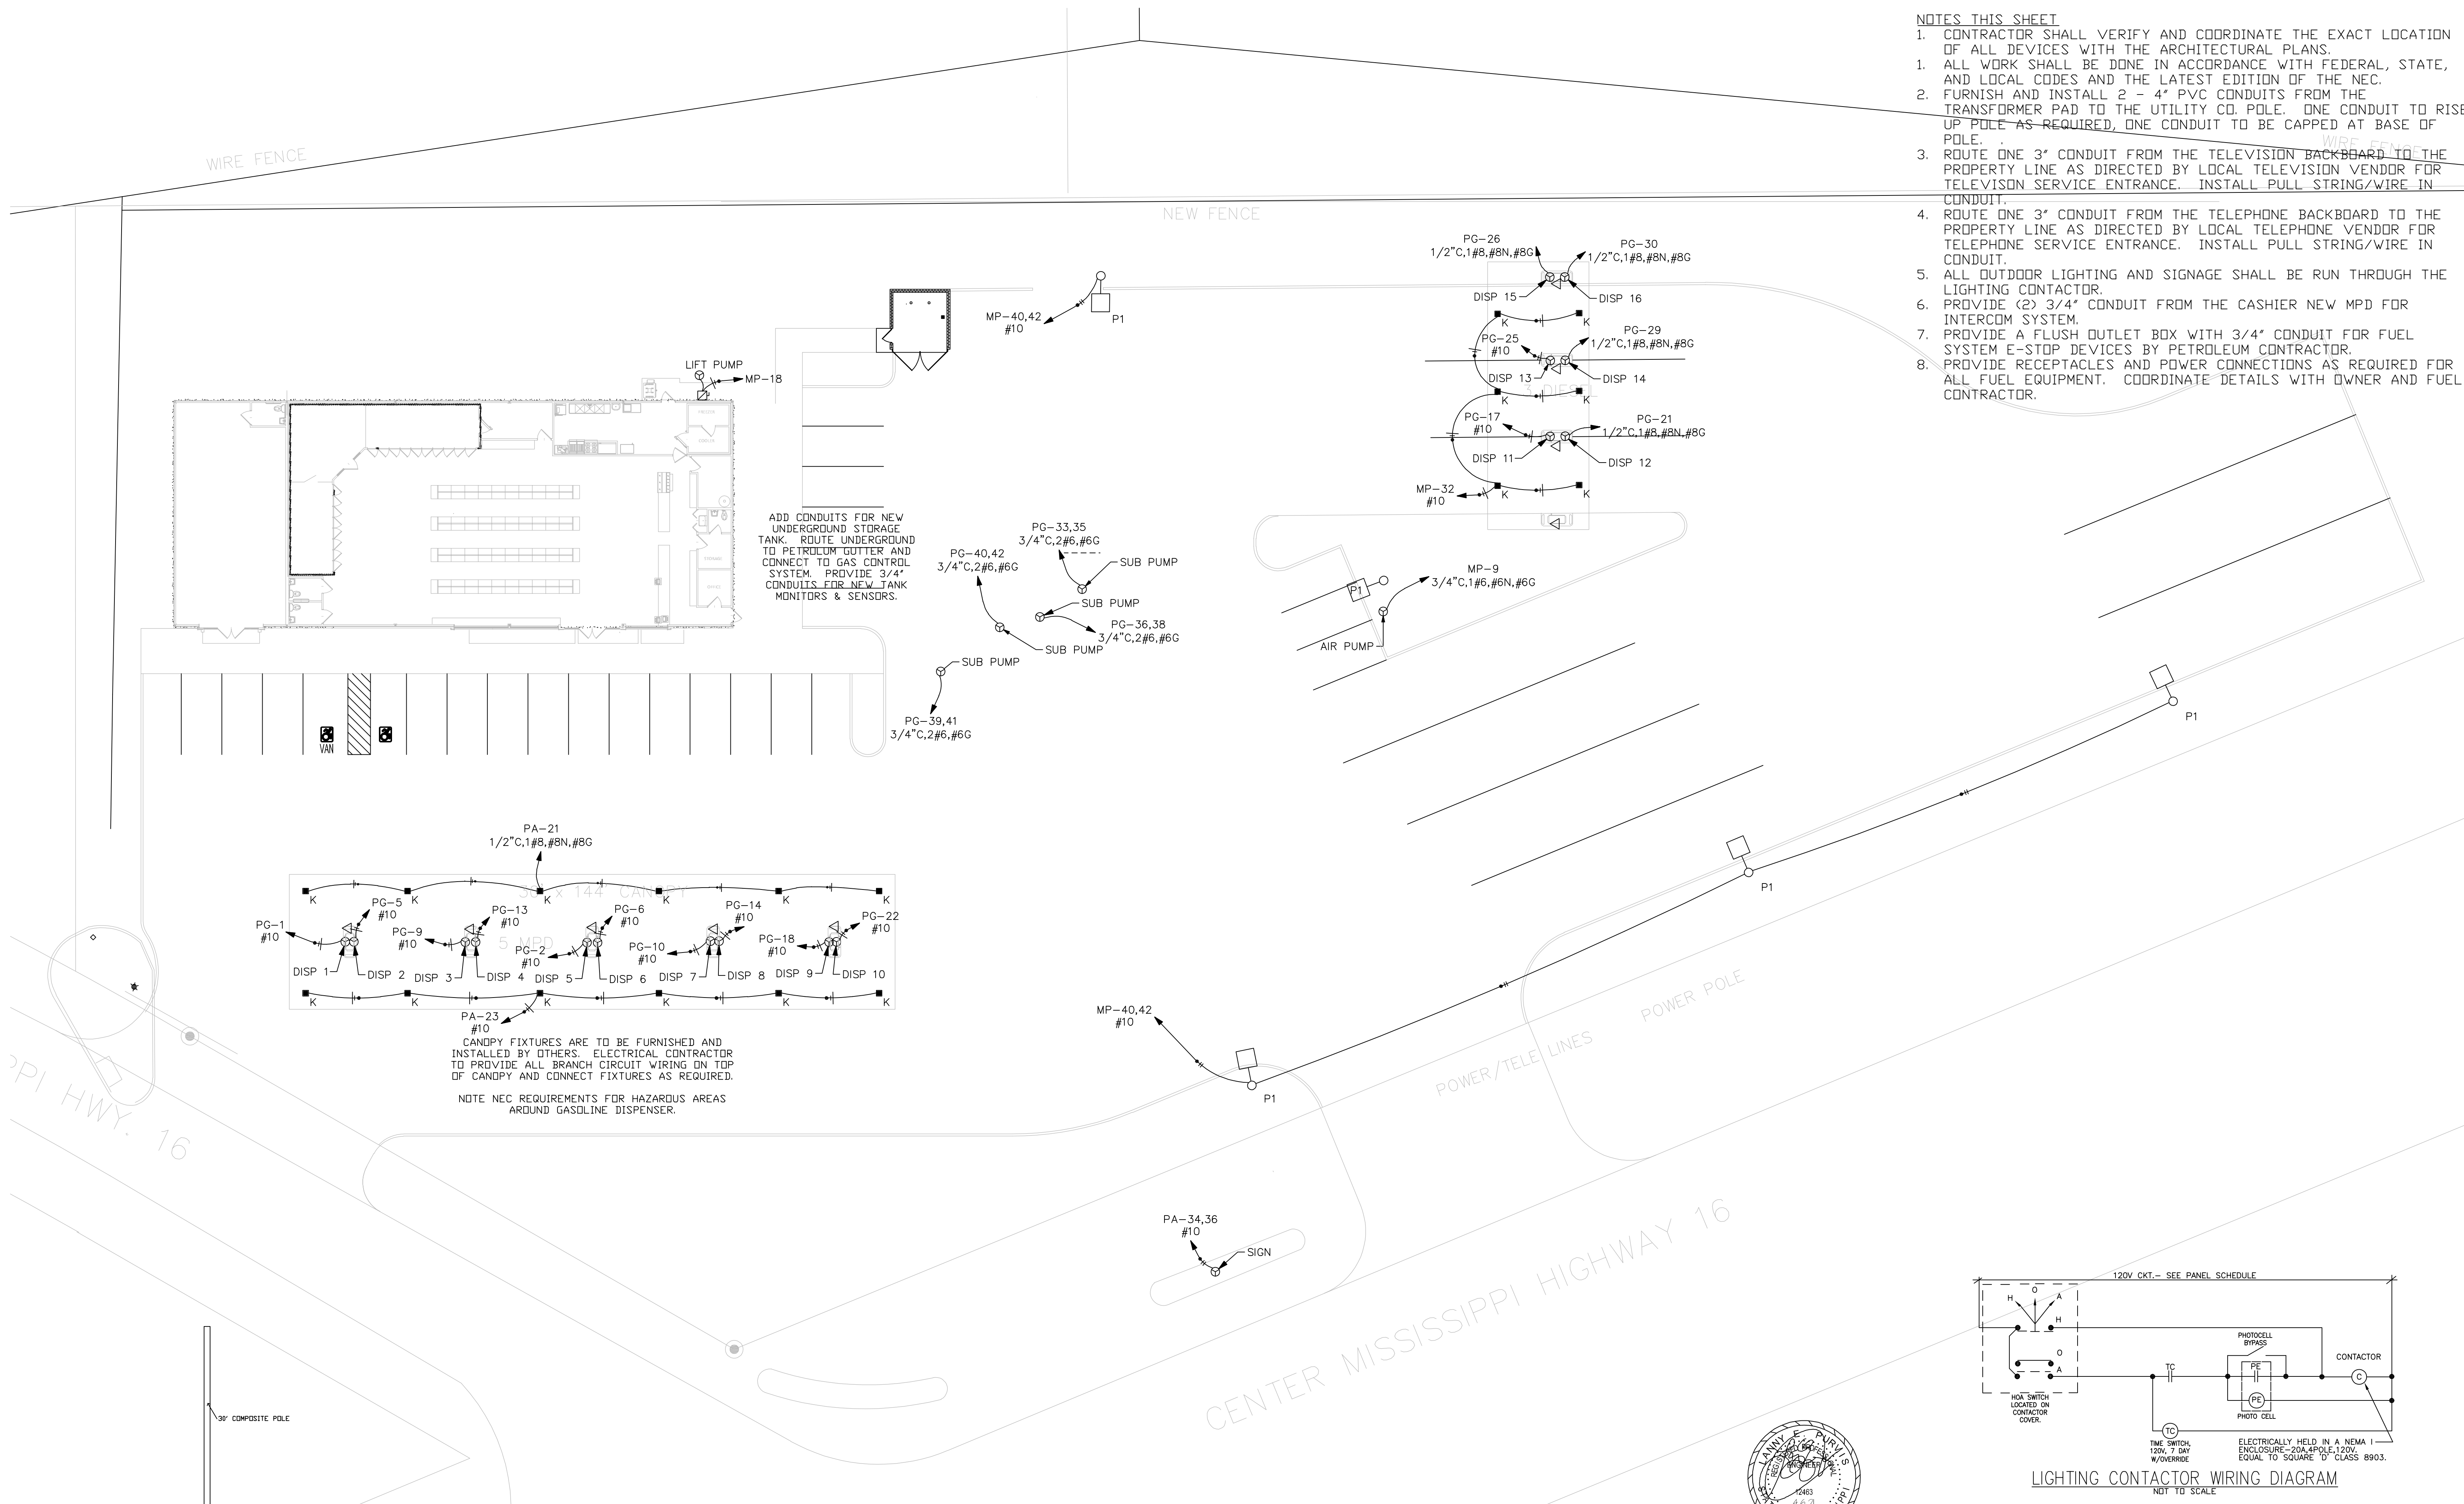 NOTES THIS SHEET
1. CONTRACTOR SHALL VERIFY AND COORDINATE THE EXACT LOCATION
OF ALL DEVICES WITH THE ARCHITECTURAL PLANS.
1. ALL WORK SHALL BE DONE IN ACCORDANCE WITH FEDERAL, STATE,
AND LOCAL CODES AND THE LATEST EDITION OF THE NEC.
2. FURNISH AND INSTALL 2 - 4" PVC CONDUITS FROM THE
TRANSFORMER PAD TO THE UTILITY CO. POLE. ONE CONDUIT TO RISE
UP POLE AS REQUIRED, ONE CONDUIT TO BE CAPPED AT BASE OF
POLE. .
3. ROUTE ONE 3" CONDUIT FROM THE TELEVISION BACKBOARD TO THE
PROPERTY LINE AS DIRECTED BY LOCAL TELEVISION VENDOR FOR
TELEVISON SERVICE ENTRANCE. INSTALL PULL STRING/WIRE IN
CONDUIT.
4. ROUTE ONE 3" CONDUIT FROM THE TELEPHONE BACKBOARD TO THE
PROPERTY LINE AS DIRECTED BY LOCAL TELEPHONE VENDOR FOR
TELEPHONE SERVICE ENTRANCE. INSTALL PULL STRING/WIRE IN
CONDUIT.
5. ALL OUTDOOR LIGHTING AND SIGNAGE SHALL BE RUN THROUGH THE
LIGHTING CONTACTOR.
6. PROVIDE (2) 3/4" CONDUIT FROM THE CASHIER NEW MPD FOR
INTERCOM SYSTEM.
7. PROVIDE A FLUSH OUTLET BOX WITH 3/4" CONDUIT FOR FUEL
SYSTEM E-STOP DEVICES BY PETROLEUM CONTRACTOR.
8. PROVIDE RECEPTACLES AND POWER CONNECTIONS AS REQUIRED FOR
ALL FUEL EQUIPMENT. COORDINATE DETAILS WITH OWNER AND FUEL
CONTRACTOR.
WIRE FENCE
WIRE FENCE
NEW FENCE
PG-26
1/2"C,1#8,#8N,#8G
PG-30
1/2"C,1#8,#8N,#8G
DISP 15
DISP 16
MP-40,42
#10
P1
K
K
PG-25
#10
PG-29
1/2"C,1#8,#8N,#8G
DISP 13
DISP 14
3 DIESEL
K
K
PG-17
#10
PG-21
1/2"C,1#8,#8N,#8G
DISP 11
DISP 12
MP-32
#10
K
K
LIFT PUMP
MP-18
FREEZER
COOLER
STORAGE
OFFICE
ADD CONDUITS FOR NEW
UNDERGROUND STORAGE
TANK. ROUTE UNDERGROUND
TO PETROLUM GUTTER AND
CONNECT TO GAS CONTROL
SYSTEM. PROVIDE 3/4"
CONDUITS FOR NEW TANK
MONITORS & SENSORS.
PG-33,35
3/4"C,2#6,#6G
SUB PUMP
PG-40,42
3/4"C,2#6,#6G
SUB PUMP
PG-36,38
3/4"C,2#6,#6G
SUB PUMP
SUB PUMP
PG-39,41
3/4"C,2#6,#6G
P1
MP-9
3/4"C,1#6,#6N,#6G
AIR PUMP
VAN
P1
P1
PA-21
1/2"C,1#8,#8N,#8G
30' x 144' CANOPY
K
K
K
K
K
K
PG-1
#10
PG-5
#10
PG-9
#10
PG-13
#10
5 MPD
PG-2
#10
PG-6
#10
PG-10
#10
PG-14
#10
PG-18
#10
PG-22
#10
DISP 1
DISP 2
DISP 3
DISP 4
DISP 5
DISP 6
DISP 7
DISP 8
DISP 9
DISP 10
K
K
K
K
K
K
PA-23
#10
CANOPY FIXTURES ARE TO BE FURNISHED AND
INSTALLED BY OTHERS. ELECTRICAL CONTRACTOR
TO PROVIDE ALL BRANCH CIRCUIT WIRING ON TOP
OF CANOPY AND CONNECT FIXTURES AS REQUIRED.
NOTE NEC REQUIREMENTS FOR HAZAROUS AREAS
AROUND GASOLINE DISPENSER.
MP-40,42
#10
P1
POWER POLE
POWER/TELE LINES
PPI HWY. 16
PA-34,36
#10
SIGN
CENTER MISSISSIPPI HIGHWAY 16
30' COMPOSITE POLE
LANNY E. PURVIS
REGISTERED PROFESSIONAL
ENGINEER
12463
120V CKT.- SEE PANEL SCHEDULE
H
O
A
H
O
A
HOA SWITCH
LOCATED ON
CONTACTOR
COVER.
TC
PHOTOCELL
BYPASS
PE
PE
PHOTO CELL
CONTACTOR
C
TC
TIME SWITCH,
120V, 7 DAY
W/OVERRIDE
ELECTRICALLY HELD IN A NEMA I
ENCLOSURE-20A,4POLE,120V.
EQUAL TO SQUARE 'D' CLASS 8903.
LIGHTING CONTACTOR WIRING DIAGRAM
NOT TO SCALE